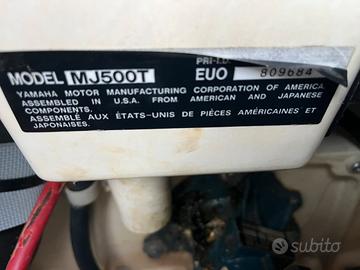 PRI-I.D.
MODEL MJ500T EUO 809684
YAMAHA MOTOR MANUFACTURING CORPORATION OF AMERICA
ASSEMBLED IN U.S.A. FROM AMERICAN AND JAPANESE
COMPONENTS.
ASSEMBLÉ AUX ÉTATS-UNIS DE PIÈCES AMÉRICAINES ET
JAPONAISES.
subito